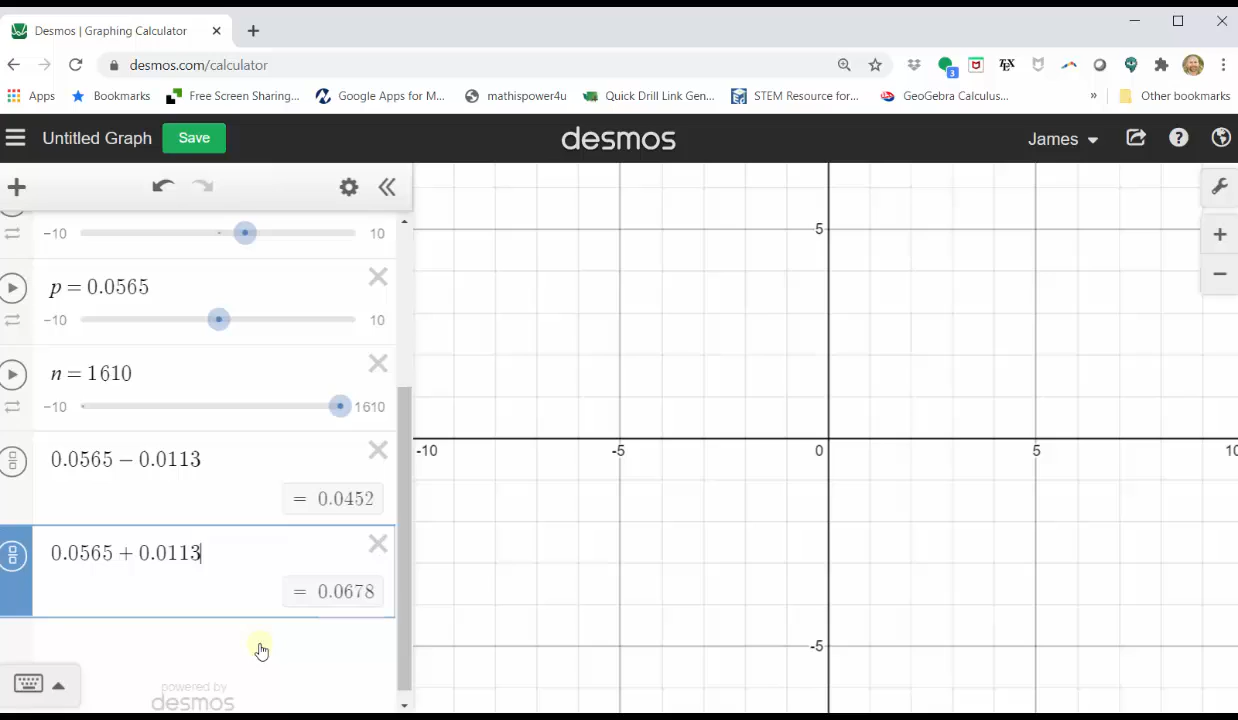 Desmos | Graphing Calculator
desmos.com/calculator
3
TEX
Apps
Bookmarks
Free Screen Sharing...
Google Apps for M...
mathispower4u
Quick Drill Link Gen...
STEM Resource for...
GeoGebra Calculus...
»
Other bookmarks
Untitled Graph
Save
desmos
James
−10
10
p = 0.0565
−10
10
n = 1610
−10
1610
0.0565 − 0.0113
= 0.0452
0.0565 + 0.0113
= 0.0678
powered by
desmos
5
-10
-5
0
5
10
-5